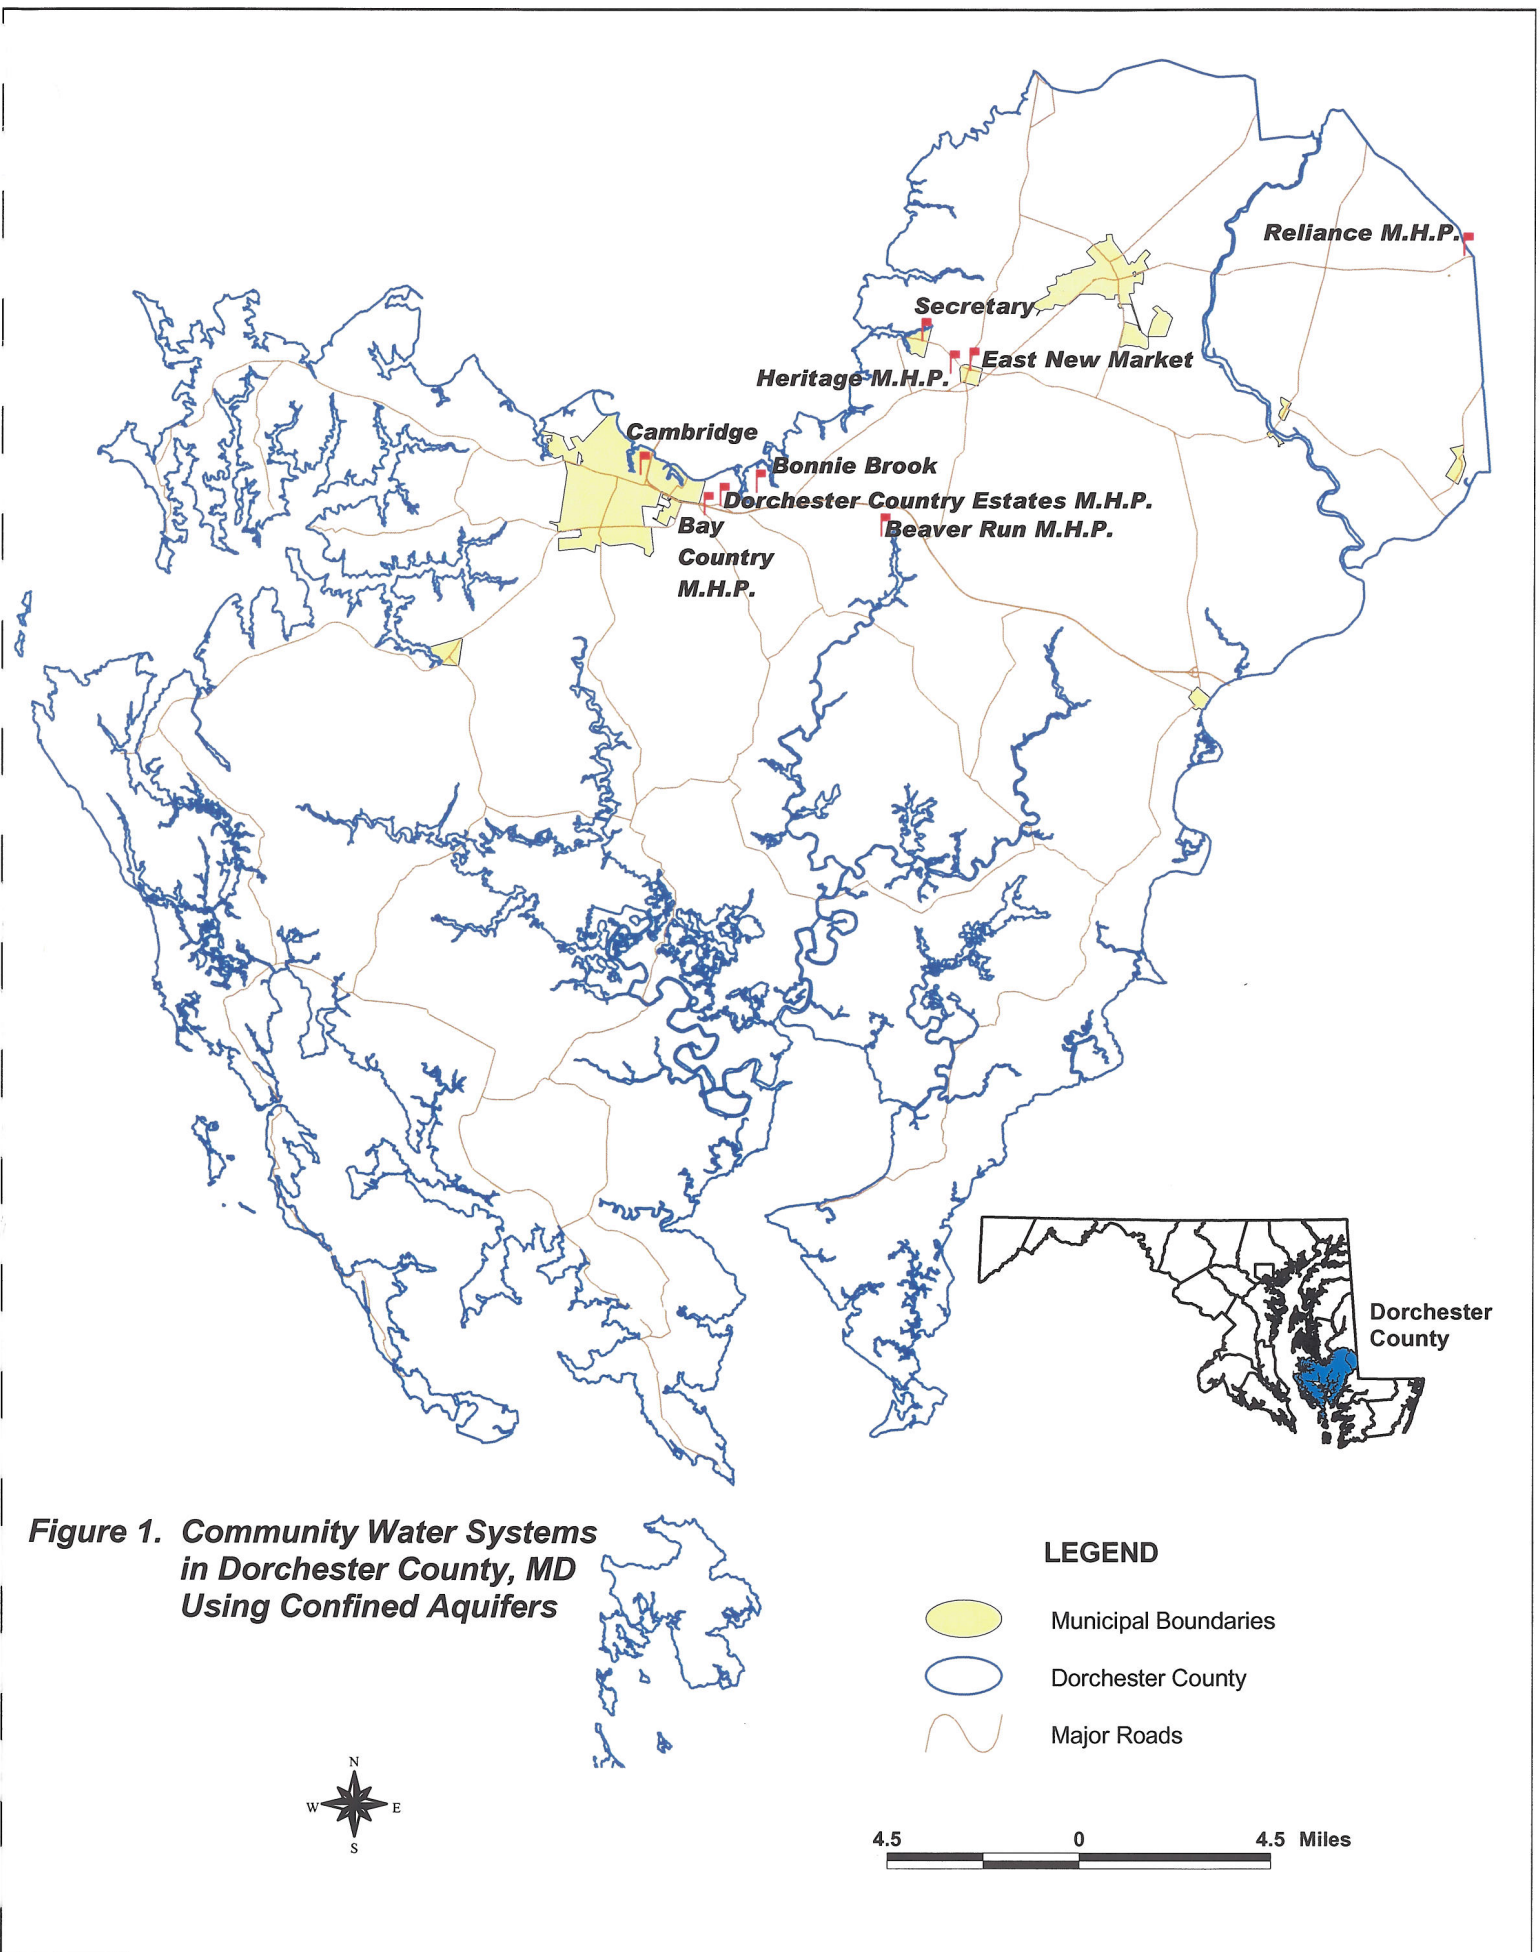 Reliance M.H.P.
Secretary
East New Market
Heritage M.H.P.
Cambridge
Bonnie Brook
Dorchester Country Estates M.H.P.
Bay
Country
M.H.P.
Beaver Run M.H.P.
Dorchester
County
Figure 1. Community Water Systems
in Dorchester County, MD
Using Confined Aquifers
LEGEND
Municipal Boundaries
Dorchester County
Major Roads
N
W E
S
4.5 0 4.5 Miles